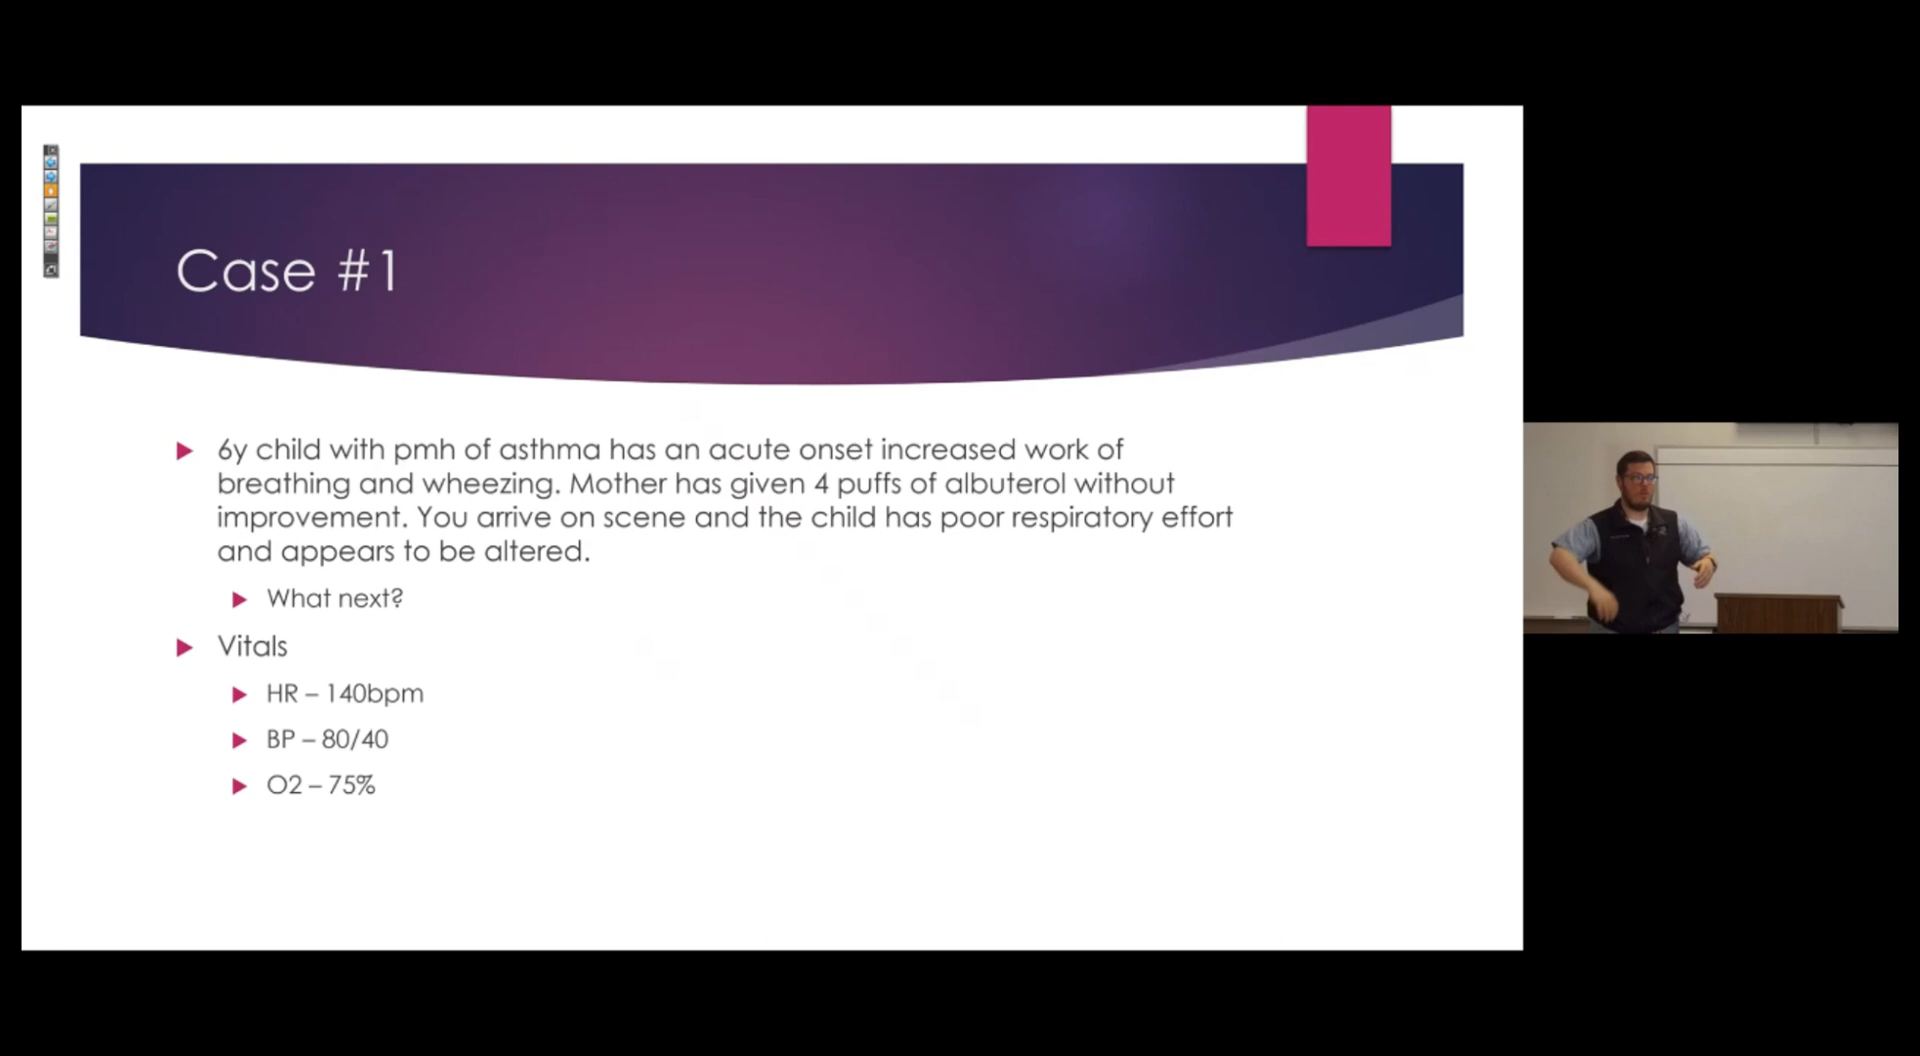 Case #1
6y child with pmh of asthma has an acute onset increased work of
breathing and wheezing. Mother has given 4 puffs of albuterol without
improvement. You arrive on scene and the child has poor respiratory effort
and appears to be altered.
What next?
Vitals
HR – 140bpm
BP – 80/40
O2 – 75%